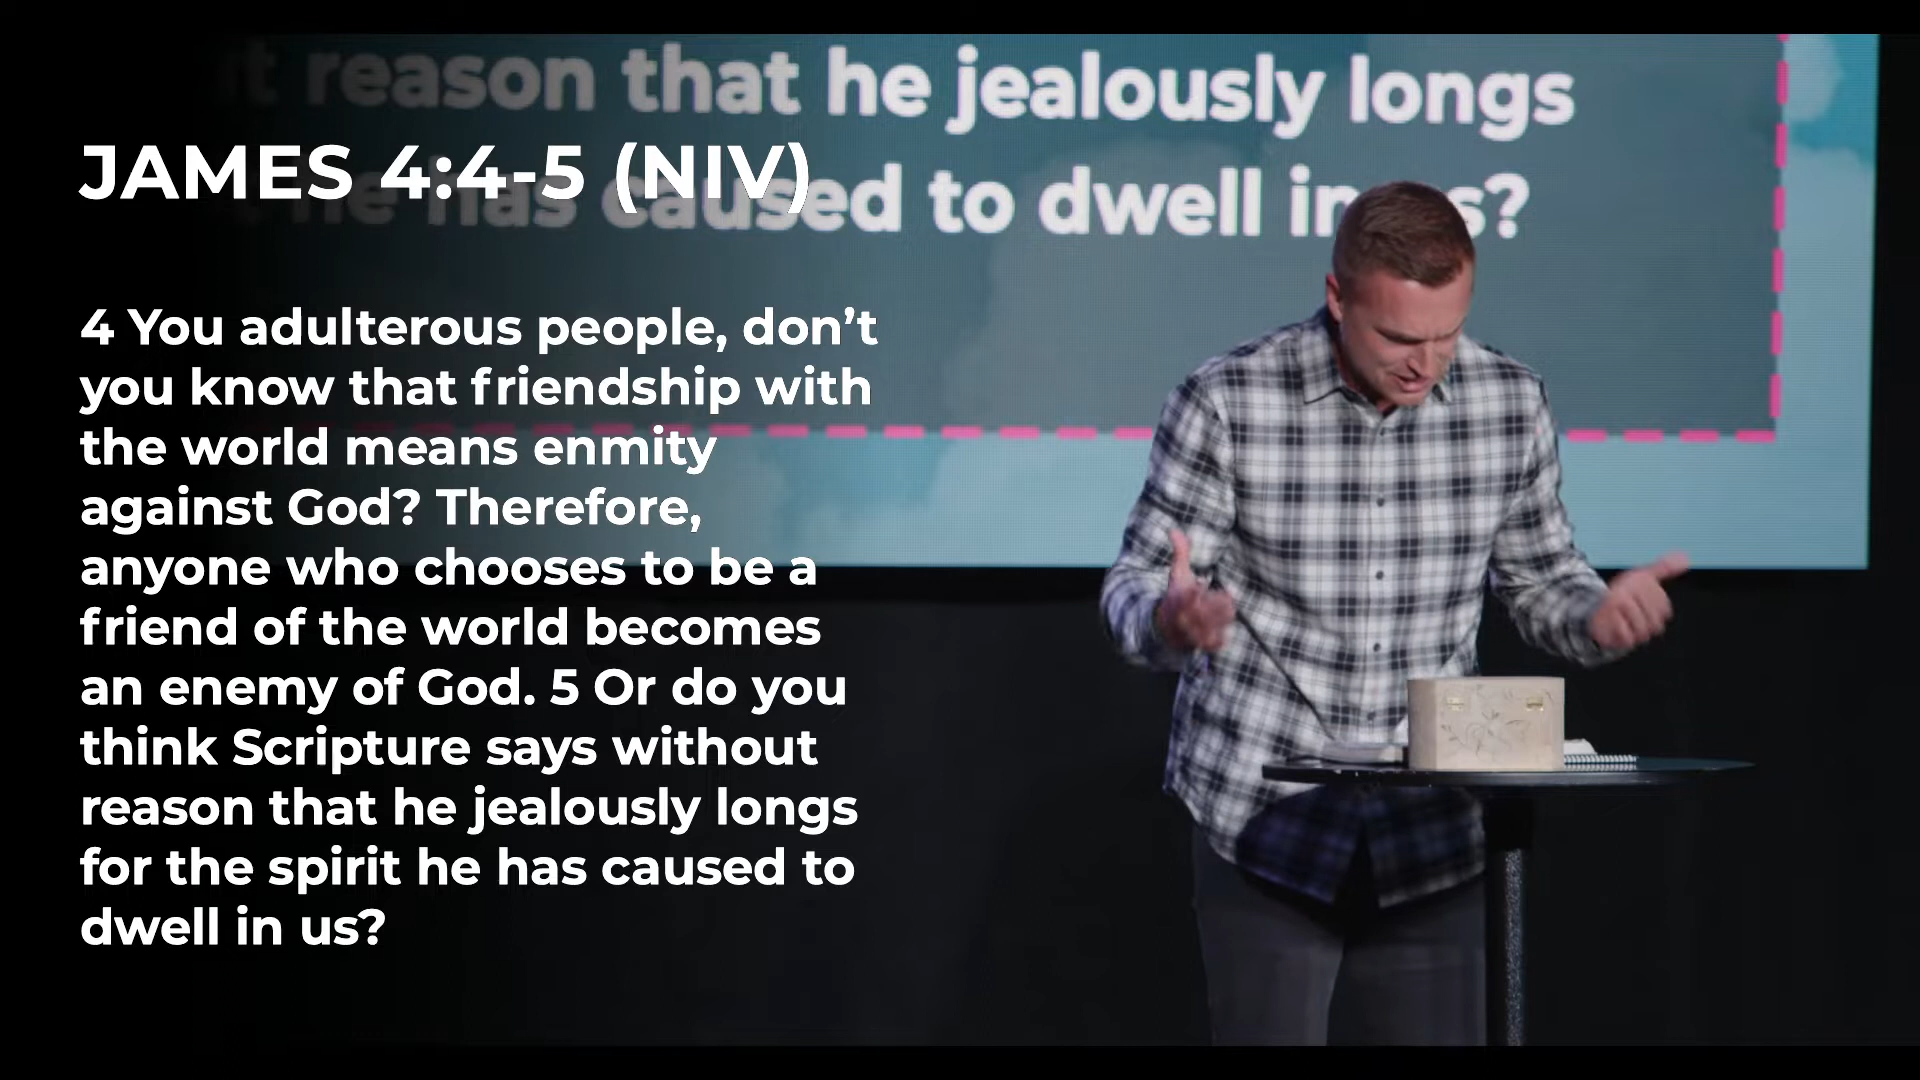 t reason that he jealously longs
he has caused to dwell in s?
JAMES 4:4-5 (NIV)
4 You adulterous people, don’t
you know that friendship with
the world means enmity
against God? Therefore,
anyone who chooses to be a
friend of the world becomes
an enemy of God. 5 Or do you
think Scripture says without
reason that he jealously longs
for the spirit he has caused to
dwell in us?